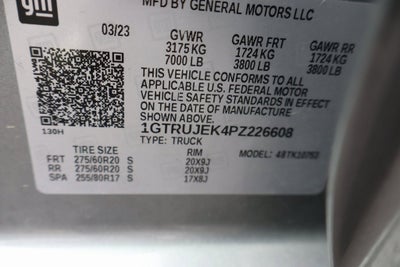 gm
MFD BY GENERAL MOTORS LLC
03/23 GVWR GAWR FRT GAWR RR
3175 KG 1724 KG 1724 KG
7000 LB 3800 LB 3800 LB
THIS VEHICLE CONFORMS TO ALL
APPLICABLE U.S. FEDERAL MOTOR
VEHICLE SAFETY STANDARDS IN
EFFECT ON THE DATE OF MANUFACTURE
SHOWN ABOVE.
130H 1GTRUJEK4PZ226608
TYPE: TRUCK
TIRE SIZE RIM MODEL:
FRT 275/60R20 S 20X9J
RR 275/60R20 S 20X9J
SPA 255/80R17 S 17X8J